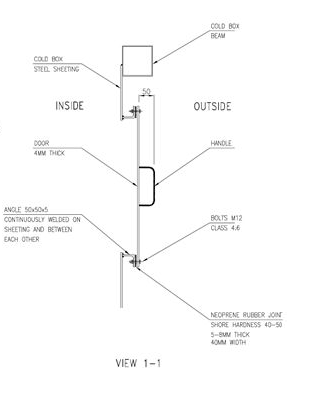 COLD BOX
BEAM
COLD BOX
STEEL SHEETING
50
INSIDE
OUTSIDE
DOOR
4MM THICK
HANDLE
ANGLE 50x50x5
CONTINUOUSLY WELDED ON
SHEETING AND BETWEEN
EACH OTHER
BOLTS M12
CLASS 4.6
NEOPRENE RUBBER JOINT
SHORE HARDNESS 40-50
5-8MM THICK
40MM WIDTH
VIEW 1-1